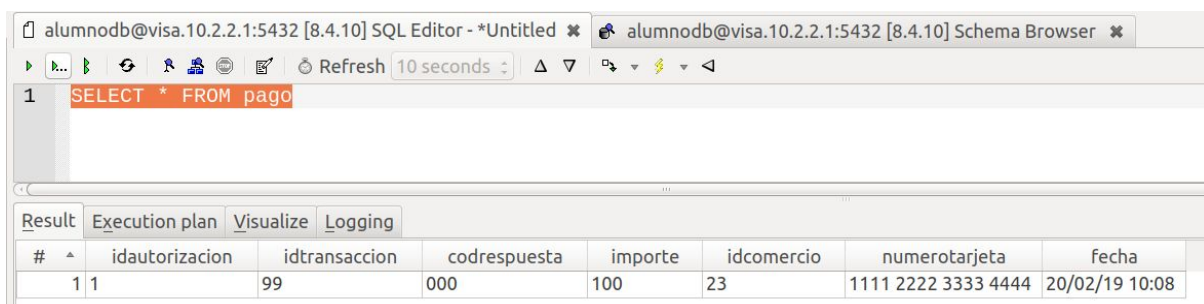 alumnodb@visa.10.2.2.1:5432 [8.4.10] SQL Editor - *Untitled alumnodb@visa.10.2.2.1:5432 [8.4.10] Schema Browser
Refresh 10 seconds
1 SELECT * FROM pago
Result Execution plan Visualize Logging
# idautorizacion idtransaccion codrespuesta importe idcomercio numerotarjeta fecha
1 1 99 000 100 23 1111 2222 3333 4444 20/02/19 10:08